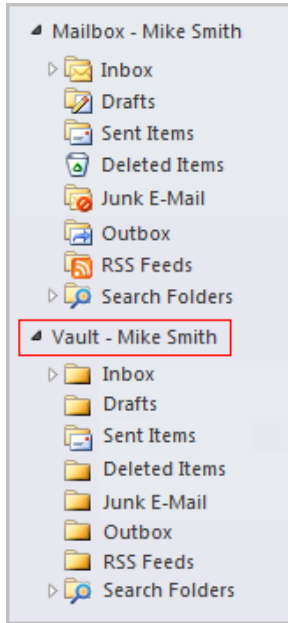 Mailbox - Mike Smith
Inbox
Drafts
Sent Items
Deleted Items
Junk E-Mail
Outbox
RSS Feeds
Search Folders
Vault - Mike Smith
Inbox
Drafts
Sent Items
Deleted Items
Junk E-Mail
Outbox
RSS Feeds
Search Folders